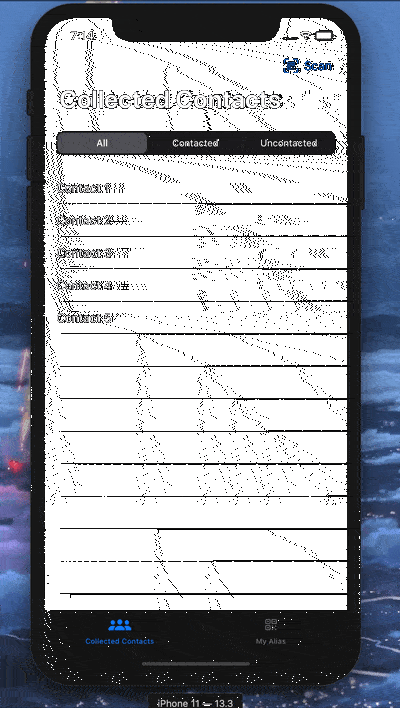 7:14
Scan
Collected Contacts
All Contacted Uncontacted
Contact 1
Contact 2
Contact 3
Contact 4
Contact 5
Collected Contacts My Alias
iPhone 11 — 13.3